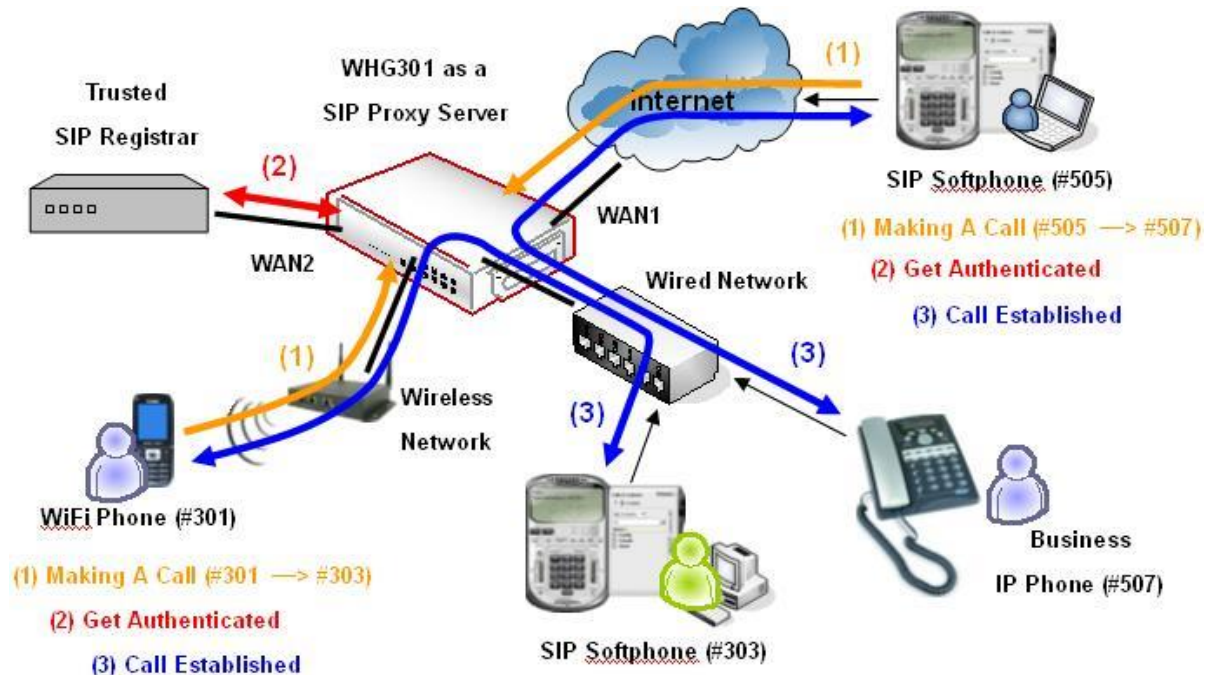 (1)
WHG301 as a
SIP Proxy Server
Internet
Trusted
SIP Registrar
(2)
SIP Softphone (#505)
WAN1
(1) Making A Call (#505 —> #507)
WAN2
Wired Network
(2) Get Authenticated
(3) Call Established
(1)
(3)
Wireless
Network
(3)
WiFi Phone (#301)
Business
IP Phone (#507)
(1) Making A Call (#301 —> #303)
(2) Get Authenticated
SIP Softphone (#303)
(3) Call Established